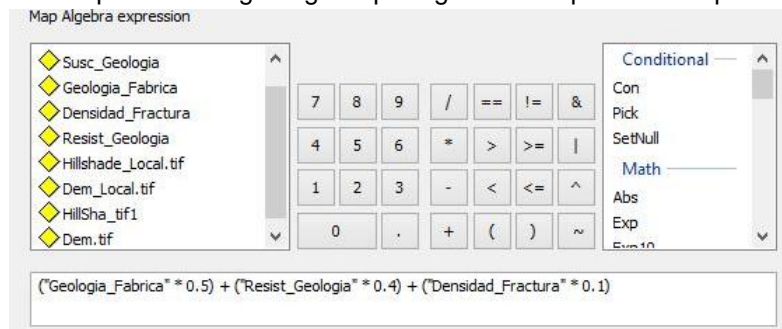 Map Algebra expression
Susc_Geologia
Geologia_Fabrica
Densidad_Fractura
Resist_Geologia
Hillshade_Local.tif
Dem_Local.tif
HillSha_tif1
Dem.tif
7 8 9 / == != &
4 5 6 * > >= |
1 2 3 - < <= ^
0 . + ( ) ~
Conditional
Con
Pick
SetNull
Math
Abs
Exp
Exp10
("Geologia_Fabrica" * 0.5) + ("Resist_Geologia" * 0.4) + ("Densidad_Fractura" * 0.1)